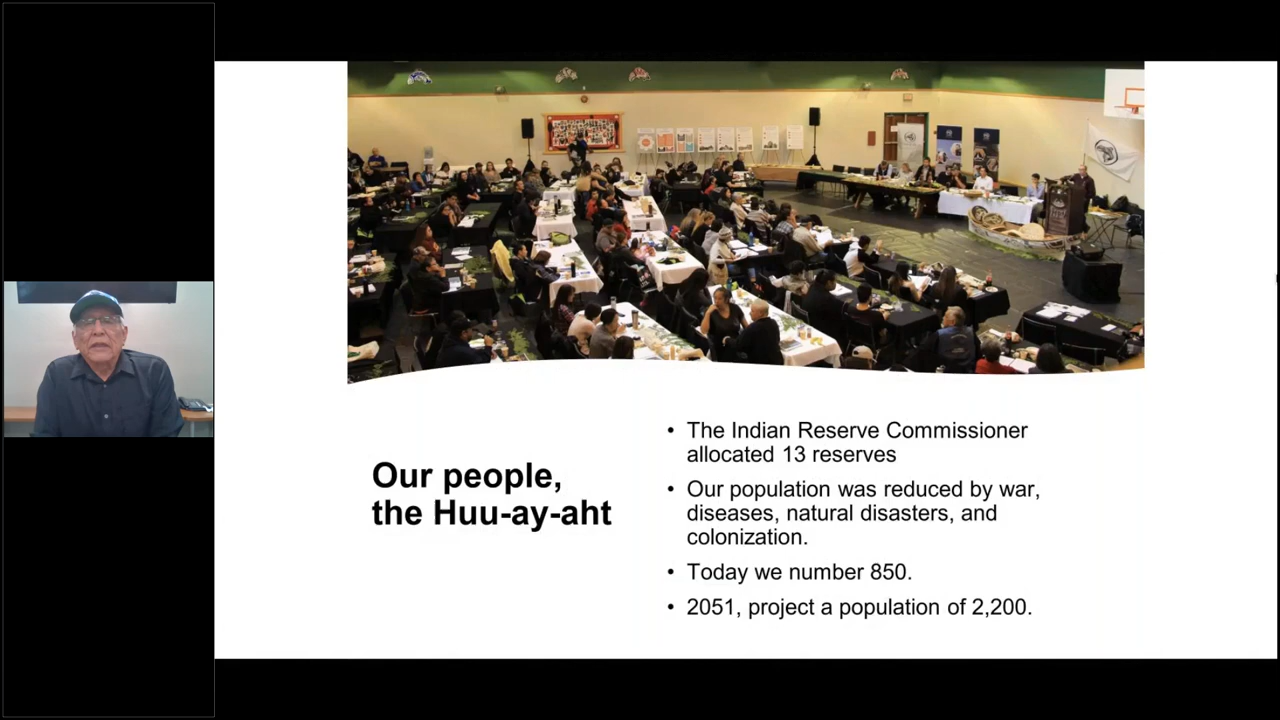 Our people,
the Huu-ay-aht
• The Indian Reserve Commissioner
allocated 13 reserves
• Our population was reduced by war,
diseases, natural disasters, and
colonization.
• Today we number 850.
• 2051, project a population of 2,200.